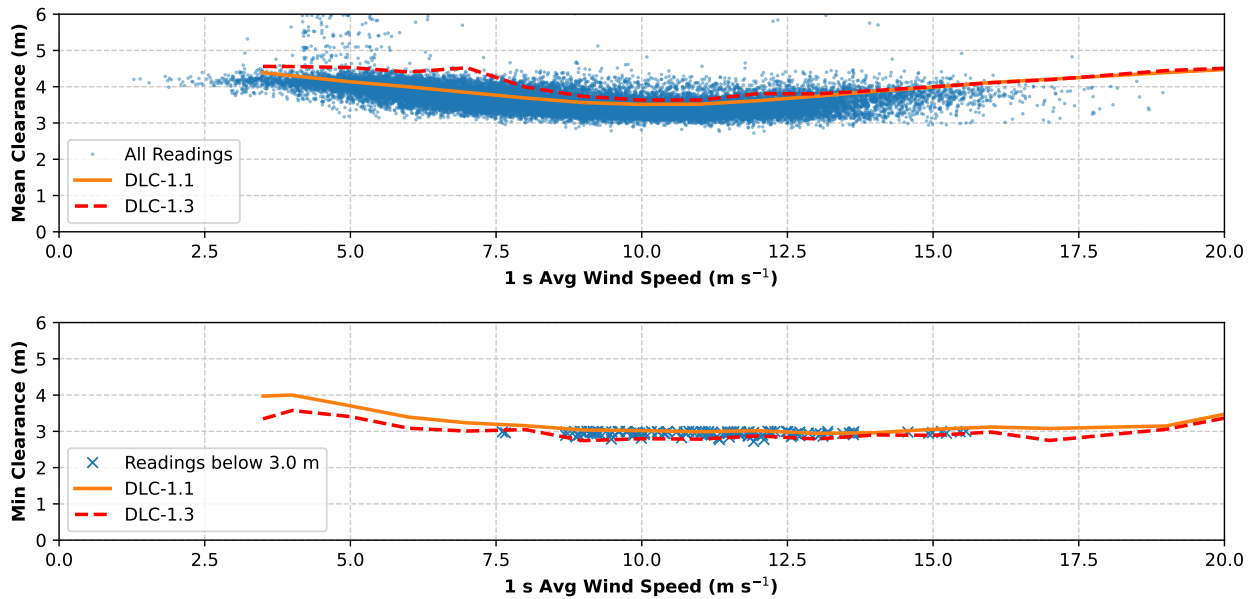 Mean Clearance (m)
6
5
4
3
2
1
0
All Readings
DLC-1.1
DLC-1.3
0.0 2.5 5.0 7.5 10.0 12.5 15.0 17.5 20.0
1 s Avg Wind Speed (m s⁻¹)
Min Clearance (m)
6
5
4
3
2
1
0
Readings below 3.0 m
DLC-1.1
DLC-1.3
0.0 2.5 5.0 7.5 10.0 12.5 15.0 17.5 20.0
1 s Avg Wind Speed (m s⁻¹)